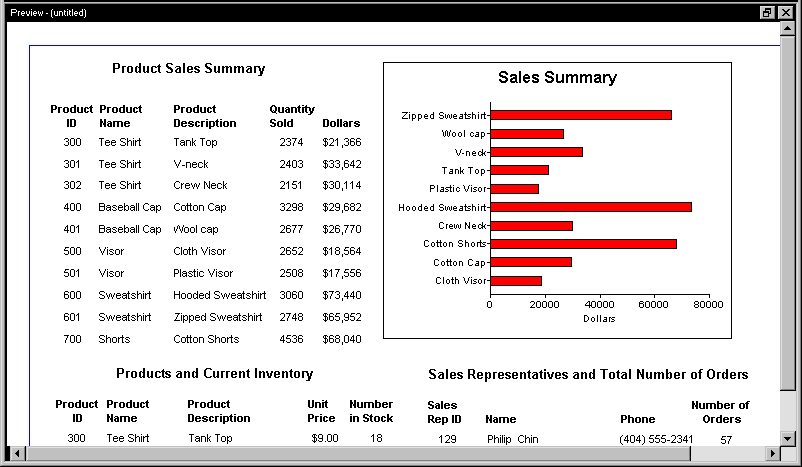 Preview - (untitled)
Product Sales Summary
Product ID Product Name Product Description Quantity Sold Dollars
300 Tee Shirt Tank Top 2374 $21,366
301 Tee Shirt V-neck 2403 $33,642
302 Tee Shirt Crew Neck 2151 $30,114
400 Baseball Cap Cotton Cap 3298 $29,682
401 Baseball Cap Wool cap 2677 $26,770
500 Visor Cloth Visor 2652 $18,564
501 Visor Plastic Visor 2508 $17,556
600 Sweatshirt Hooded Sweatshirt 3060 $73,440
601 Sweatshirt Zipped Sweatshirt 2748 $65,952
700 Shorts Cotton Shorts 4536 $68,040
Sales Summary
Zipped Sweatshirt
Wool cap
V-neck
Tank Top
Plastic Visor
Hooded Sweatshirt
Crew Neck
Cotton Shorts
Cotton Cap
Cloth Visor
0 20000 40000 60000 80000
Dollars
Products and Current Inventory
Product ID Product Name Product Description Unit Price Number in Stock
300 Tee Shirt Tank Top $9.00 18
Sales Representatives and Total Number of Orders
Sales Rep ID Name Phone Number of Orders
129 Philip Chin (404) 555-2341 57